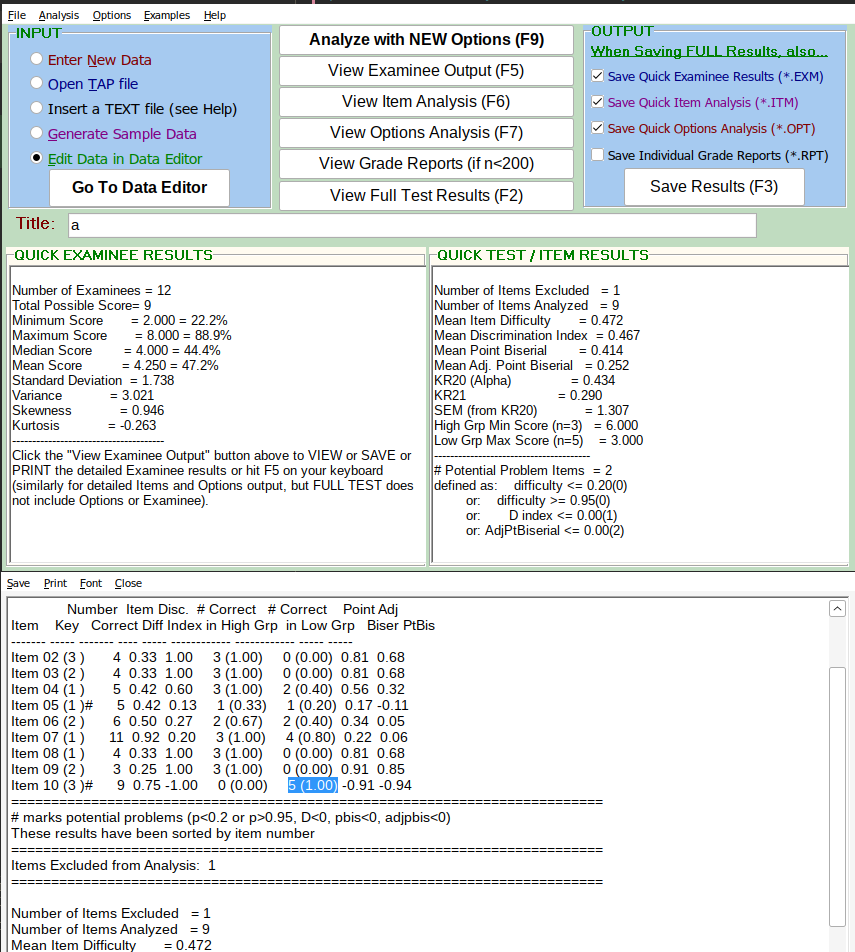 File Analysis Options Examples Help
INPUT
Enter New Data
Open TAP file
Insert a TEXT file (see Help)
Generate Sample Data
Edit Data in Data Editor
Go To Data Editor
Analyze with NEW Options (F9)
View Examinee Output (F5)
View Item Analysis (F6)
View Options Analysis (F7)
View Grade Reports (if n<200)
View Full Test Results (F2)
OUTPUT
When Saving FULL Results, also...
Save Quick Examinee Results (*.EXM)
Save Quick Item Analysis (*.ITM)
Save Quick Options Analysis (*.OPT)
Save Individual Grade Reports (*.RPT)
Save Results (F3)
Title: a
QUICK EXAMINEE RESULTS
Number of Examinees = 12
Total Possible Score= 9
Minimum Score = 2.000 = 22.2%
Maximum Score = 8.000 = 88.9%
Median Score = 4.000 = 44.4%
Mean Score = 4.250 = 47.2%
Standard Deviation = 1.738
Variance = 3.021
Skewness = 0.946
Kurtosis = -0.263
--------------------------------------
Click the "View Examinee Output" button above to VIEW or SAVE or
PRINT the detailed Examinee results or hit F5 on your keyboard
(similarly for detailed Items and Options output, but FULL TEST does
not include Options or Examinee).
QUICK TEST / ITEM RESULTS
Number of Items Excluded = 1
Number of Items Analyzed = 9
Mean Item Difficulty = 0.472
Mean Discrimination Index = 0.467
Mean Point Biserial = 0.414
Mean Adj. Point Biserial = 0.252
KR20 (Alpha) = 0.434
KR21 = 0.290
SEM (from KR20) = 1.307
High Grp Min Score (n=3) = 6.000
Low Grp Max Score (n=5) = 3.000
---------------------------------------
# Potential Problem Items = 2
defined as: difficulty <= 0.20(0)
or: difficulty >= 0.95(0)
or: D index <= 0.00(1)
or: AdjPtBiserial <= 0.00(2)
Save Print Font Close
Number Item Disc. # Correct # Correct Point Adj
Item Key Correct Diff Index in High Grp in Low Grp Biser PtBis
------- ----- ------- ---- ----- ------------ ------------ ----- -----
Item 02 (3 ) 4 0.33 1.00 3 (1.00) 0 (0.00) 0.81 0.68
Item 03 (2 ) 4 0.33 1.00 3 (1.00) 0 (0.00) 0.81 0.68
Item 04 (1 ) 5 0.42 0.60 3 (1.00) 2 (0.40) 0.56 0.32
Item 05 (1 )# 5 0.42 0.13 1 (0.33) 1 (0.20) 0.17 -0.11
Item 06 (2 ) 6 0.50 0.27 2 (0.67) 2 (0.40) 0.34 0.05
Item 07 (1 ) 11 0.92 0.20 3 (1.00) 4 (0.80) 0.22 0.06
Item 08 (1 ) 4 0.33 1.00 3 (1.00) 0 (0.00) 0.81 0.68
Item 09 (2 ) 3 0.25 1.00 3 (1.00) 0 (0.00) 0.91 0.85
Item 10 (3 )# 9 0.75 -1.00 0 (0.00) 5 (1.00) -0.91 -0.94
==========================================================================
# marks potential problems (p<0.2 or p>0.95, D<0, pbis<0, adjpbis<0)
These results have been sorted by item number
==========================================================================
Items Excluded from Analysis: 1
==========================================================================
Number of Items Excluded = 1
Number of Items Analyzed = 9
Mean Item Difficulty = 0.472